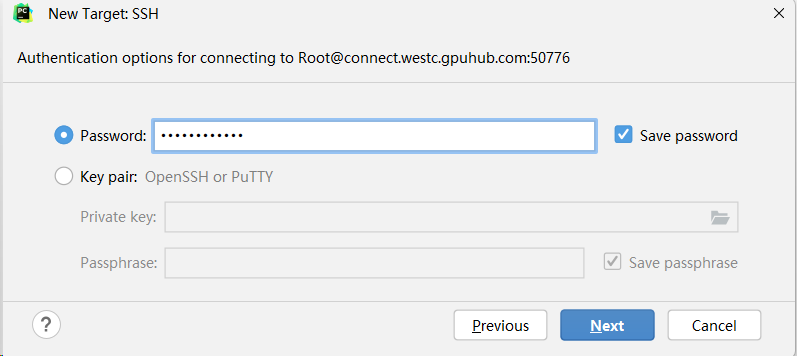 PC
New Target: SSH
Authentication options for connecting to Root@connect.westc.gpuhub.com:50776
Password: •••••••••••• Save password
Key pair: OpenSSH or PuTTY
Private key:
Passphrase: Save passphrase
? Previous Next Cancel